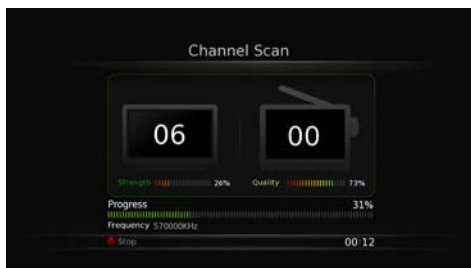 Channel Scan
06 00
Strength 26% Quality 73%
Progress 31%
Frequency 570000KHz
Stop 00:12